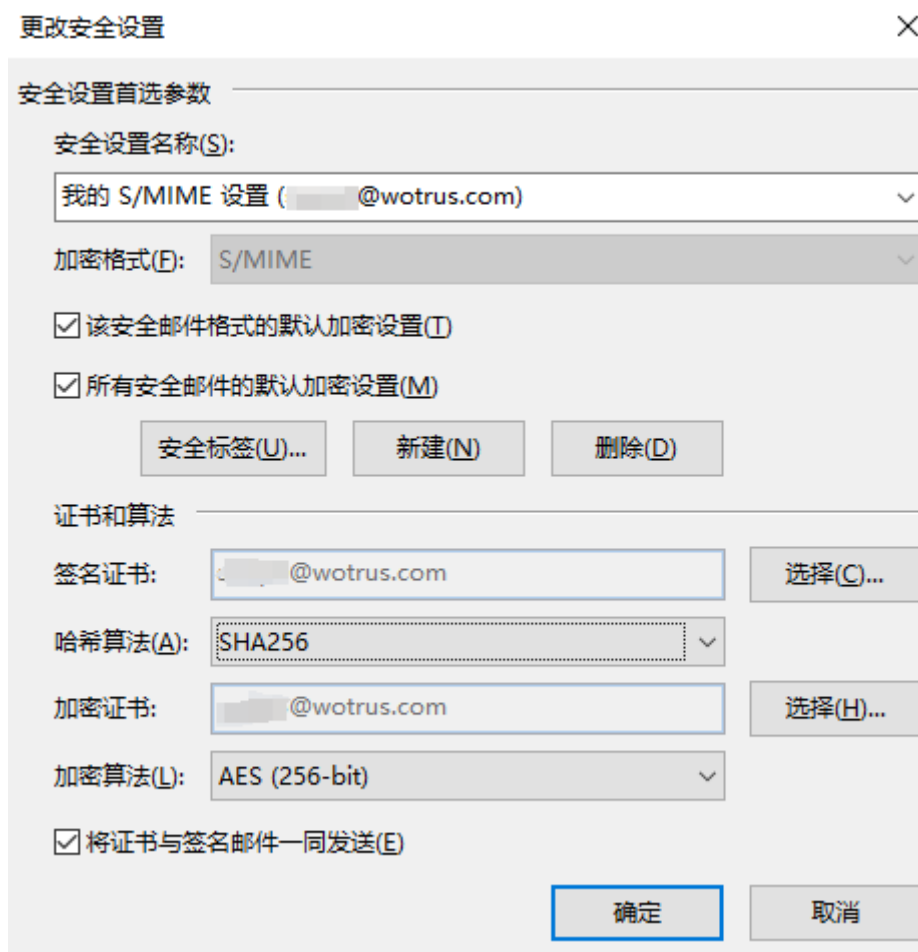 更改安全设置
安全设置首选参数
安全设置名称(S):
我的 S/MIME 设置 ( @wotrus.com)
加密格式(F): S/MIME
该安全邮件格式的默认加密设置(T)
所有安全邮件的默认加密设置(M)
安全标签(U)... 新建(N) 删除(D)
证书和算法
签名证书: @wotrus.com 选择(C)...
哈希算法(A): SHA256
加密证书: @wotrus.com 选择(H)...
加密算法(L): AES (256-bit)
将证书与签名邮件一同发送(E)
确定 取消